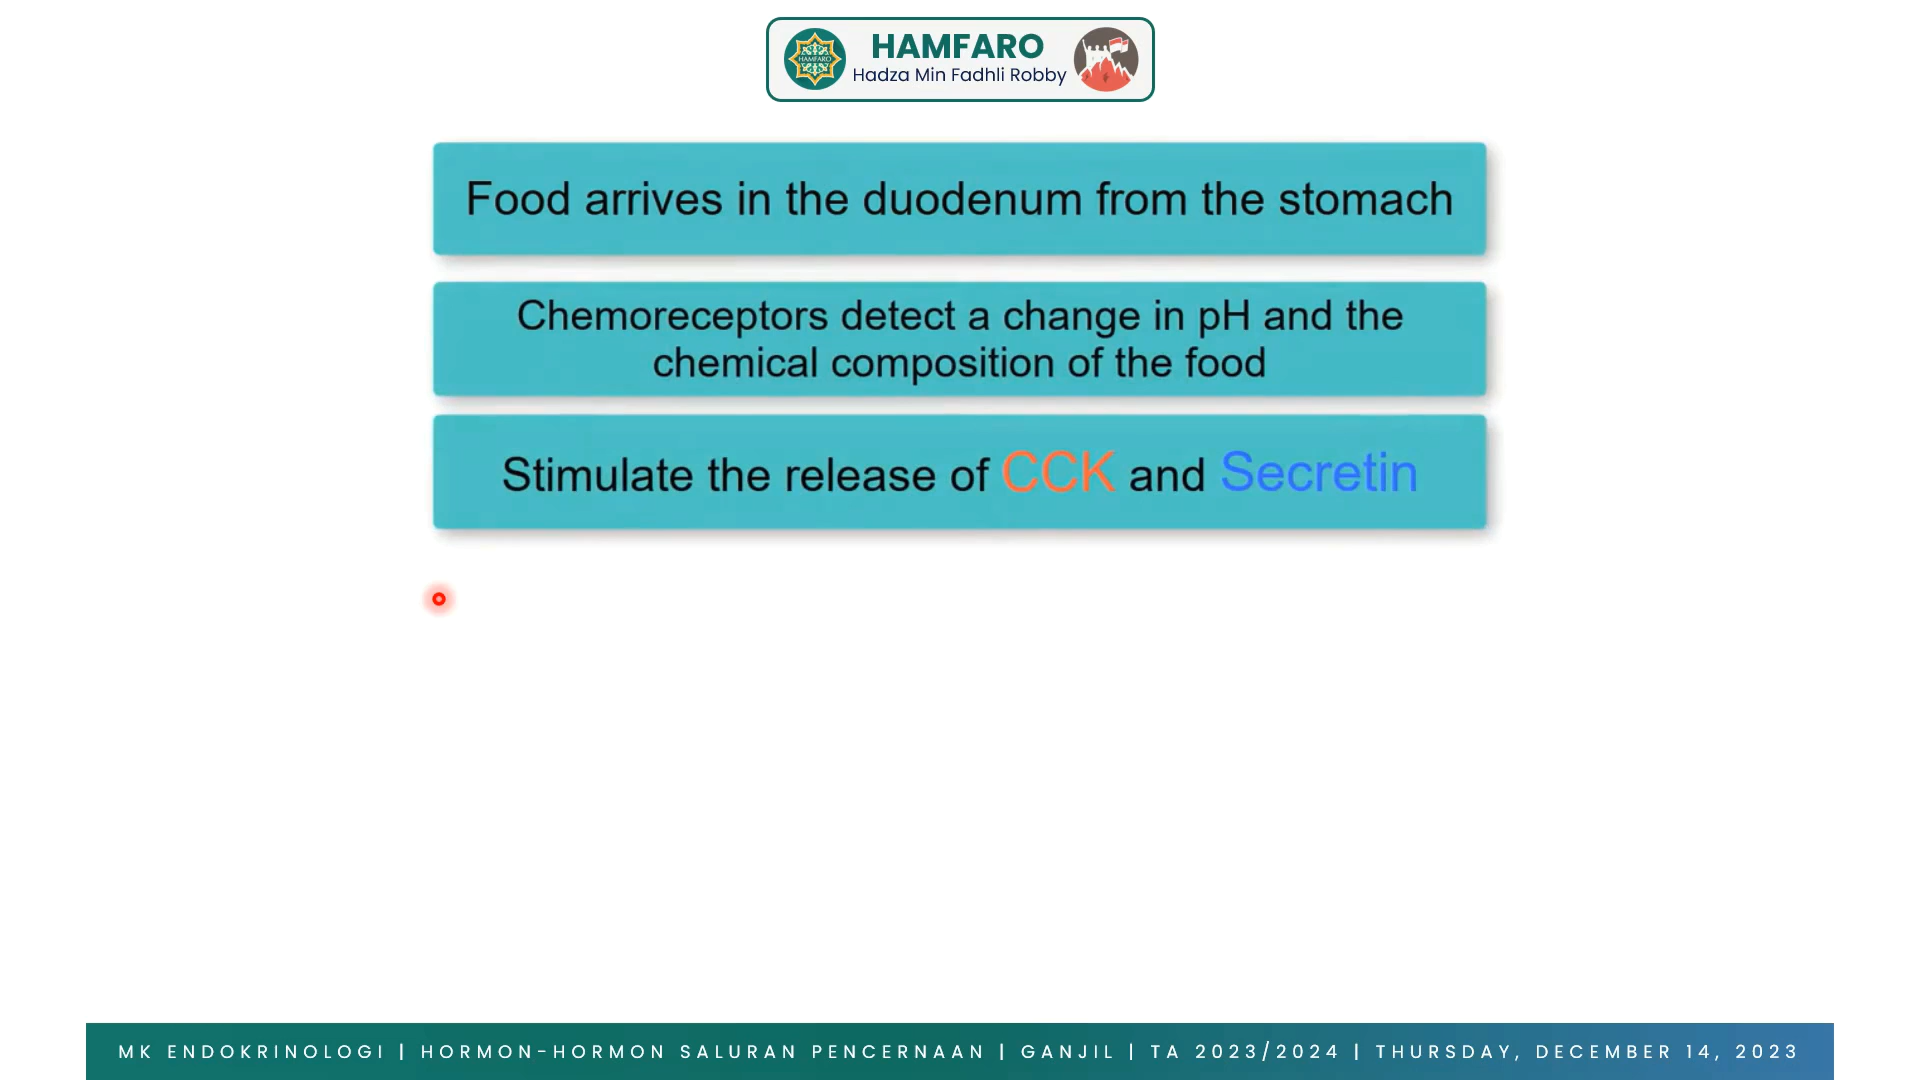 HAMFARO
Hadza Min Fadhli Robby
HAMFARO
Food arrives in the duodenum from the stomach
Chemoreceptors detect a change in pH and the
chemical composition of the food
Stimulate the release of CCK and Secretin
MK ENDOKRINOLOGI | HORMON-HORMON SALURAN PENCERNAAN | GANJIL | TA 2023/2024 | THURSDAY, DECEMBER 14, 2023